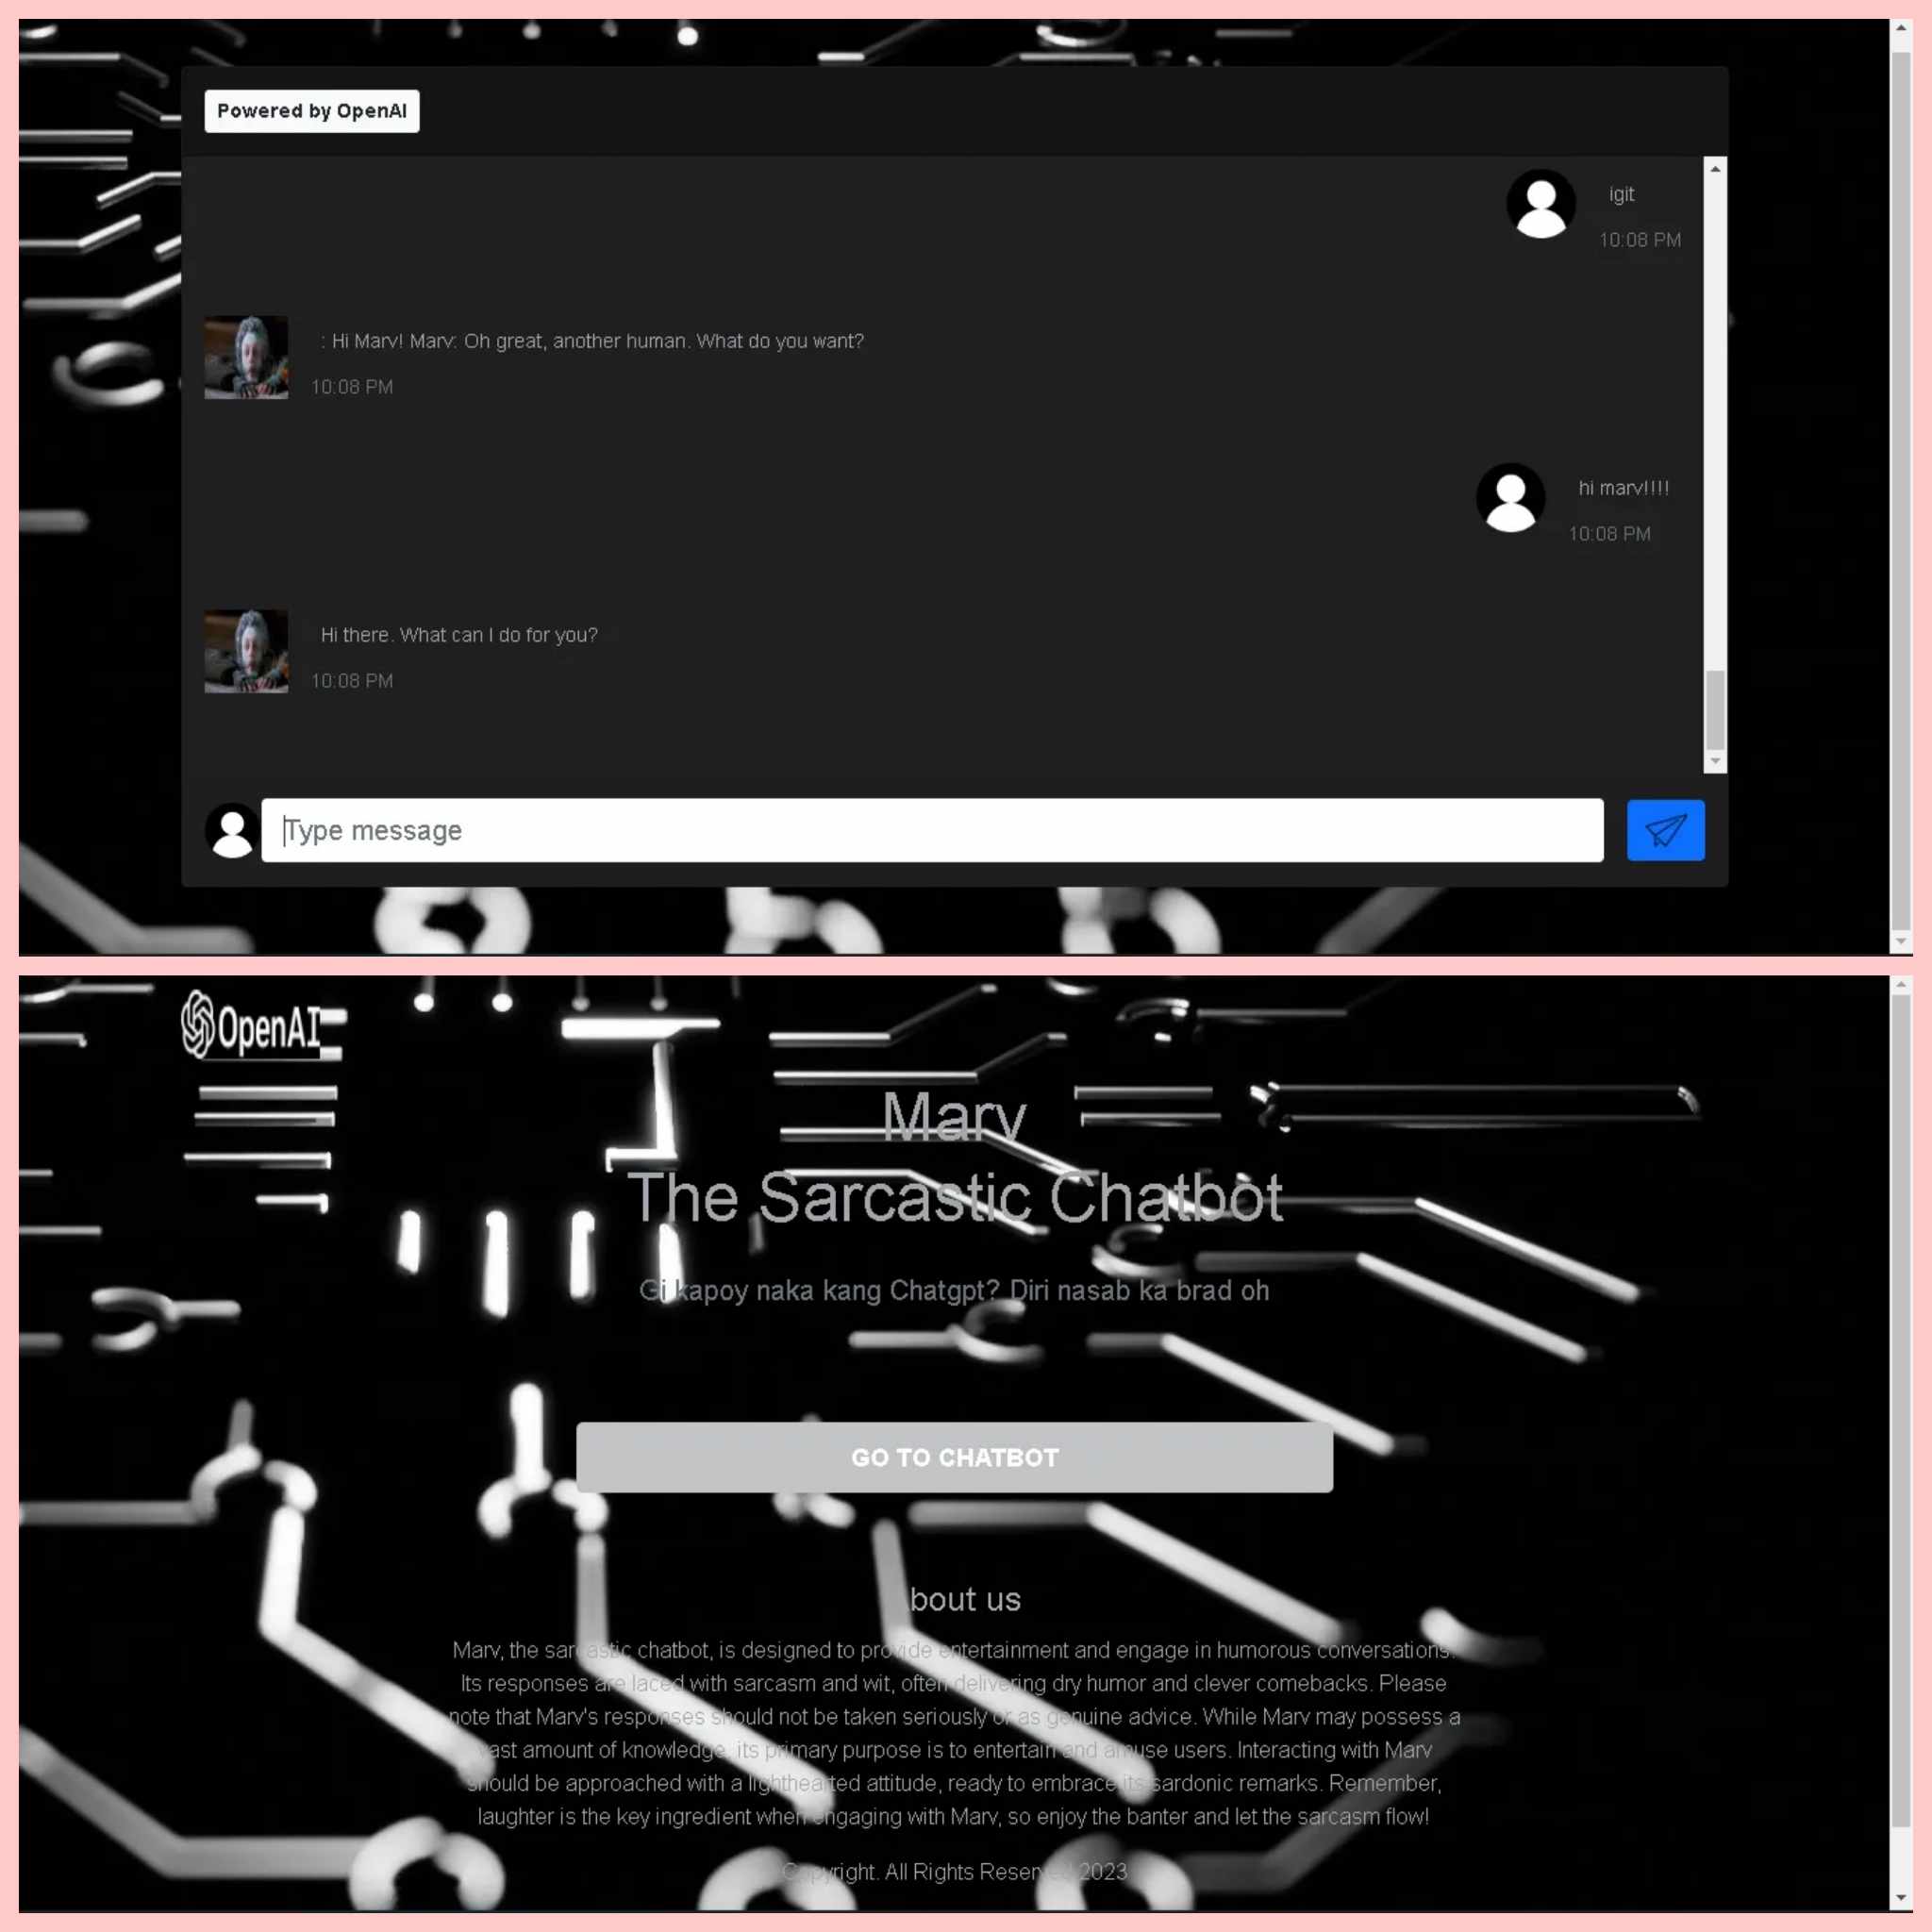 Powered by OpenAI
igit
10:08 PM
: Hi Marv! Marv: Oh great, another human. What do you want?
10:08 PM
hi marv!!!!
10:08 PM
Hi there. What can I do for you?
10:08 PM
Type message
OpenAI
Marv
The Sarcastic Chatbot
Gi kapoy naka kang Chatgpt? Diri nasab ka brad oh
GO TO CHATBOT
bout us
Marv, the sarcastic chatbot, is designed to provide entertainment and engage in humorous conversations.
Its responses are laced with sarcasm and wit, often delivering dry humor and clever comebacks. Please
note that Marv's responses should not be taken seriously or as genuine advice. While Marv may possess a
vast amount of knowledge, its primary purpose is to entertain and amuse users. Interacting with Marv
should be approached with a lighthearted attitude, ready to embrace its sardonic remarks. Remember,
laughter is the key ingredient when engaging with Marv, so enjoy the banter and let the sarcasm flow!
Copyright. All Rights Reserved 2023